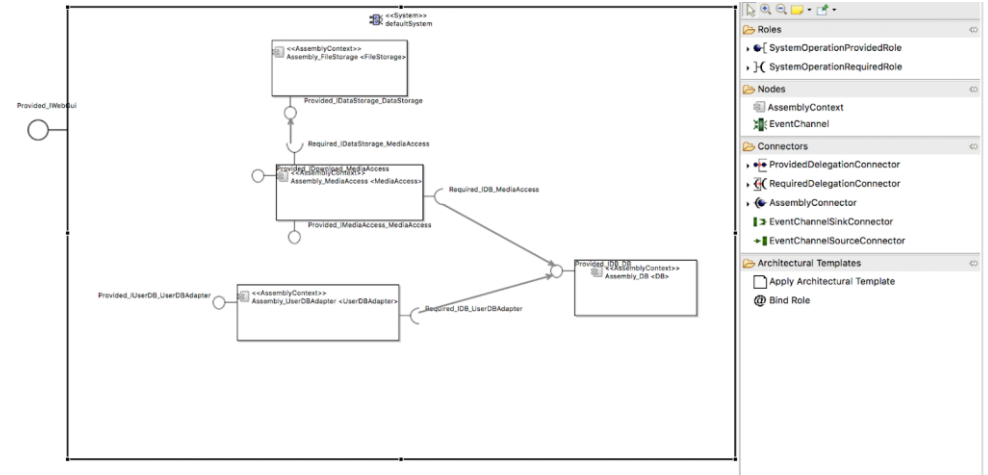 <<System>>
defaultSystem
<<AssemblyContext>>
Assembly_FileStorage <FileStorage>
Provided_IWebGui
Provided_IDataStorage_DataStorage
Required_IDataStorage_MediaAccess
Provided_IDownload_MediaAccess
<<AssemblyContext>>
Assembly_MediaAccess <MediaAccess>
Required_IDB_MediaAccess
Provided_IMediaAccess_MediaAccess
Provided_IDB_DB
<<AssemblyContext>>
Assembly_DB <DB>
Provided_IUserDB_UserDBAdapter
<<AssemblyContext>>
Assembly_UserDBAdapter <UserDBAdapter>
Required_IDB_UserDBAdapter
Roles
SystemOperationProvidedRole
SystemOperationRequiredRole
Nodes
AssemblyContext
EventChannel
Connectors
ProvidedDelegationConnector
RequiredDelegationConnector
AssemblyConnector
EventChannelSinkConnector
EventChannelSourceConnector
Architectural Templates
Apply Architectural Template
Bind Role